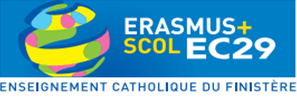 ERASMUS+
SCOL EC29
ENSEIGNEMENT CATHOLIQUE DU FINISTÈRE